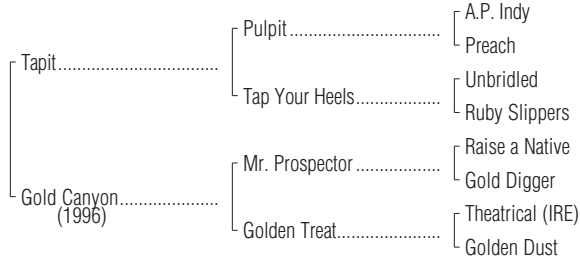 A.P. Indy
Pulpit
Preach
Tapit
Unbridled
Tap Your Heels
Ruby Slippers
Raise a Native
Mr. Prospector
Gold Digger
Gold Canyon
(1996)
Theatrical (IRE)
Golden Treat
Golden Dust